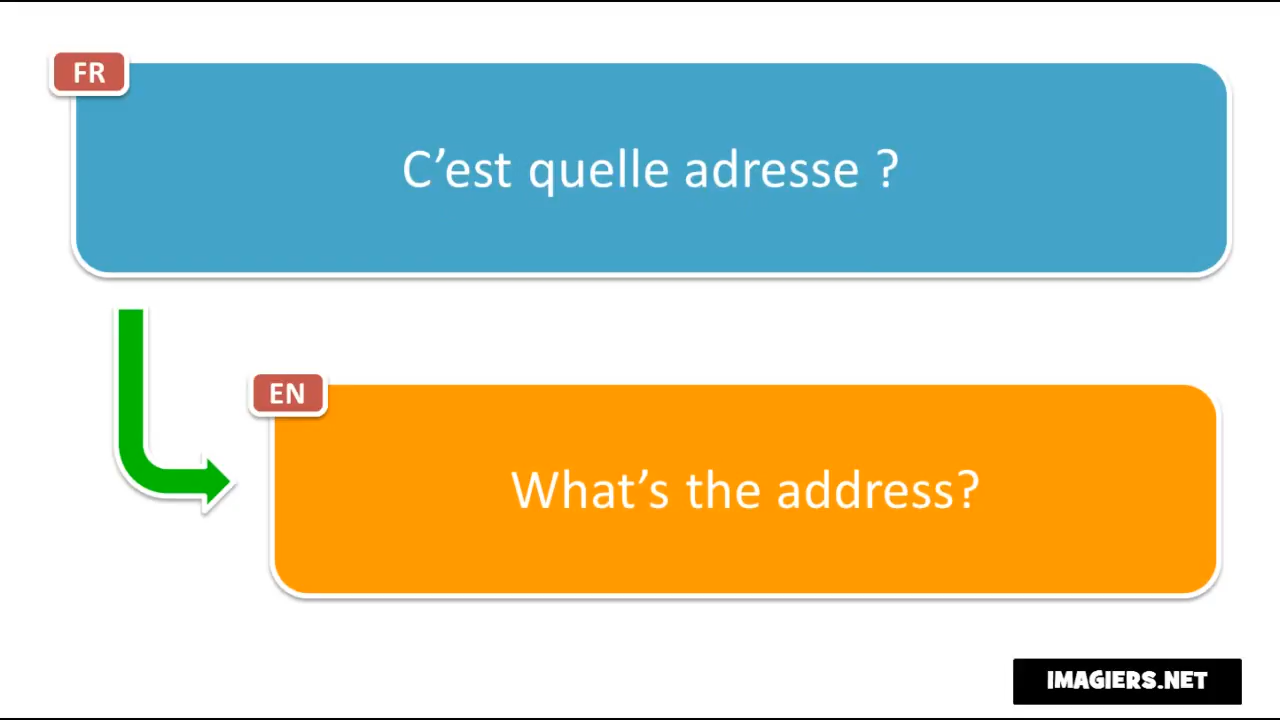 FR
C’est quelle adresse ?
EN
What’s the address?
IMAGIERS.NET